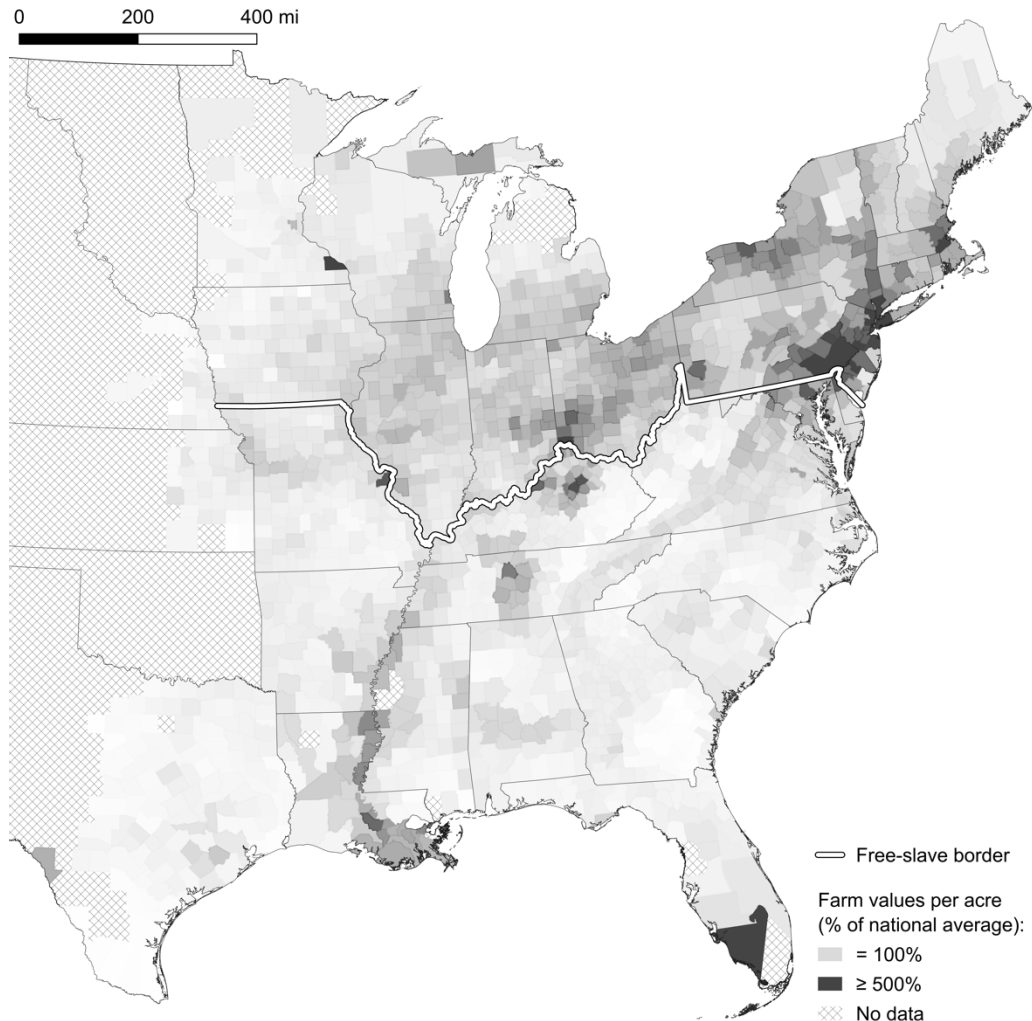 0 200 400 mi
Free-slave border
Farm values per acre
(% of national average):
= 100%
≥ 500%
No data